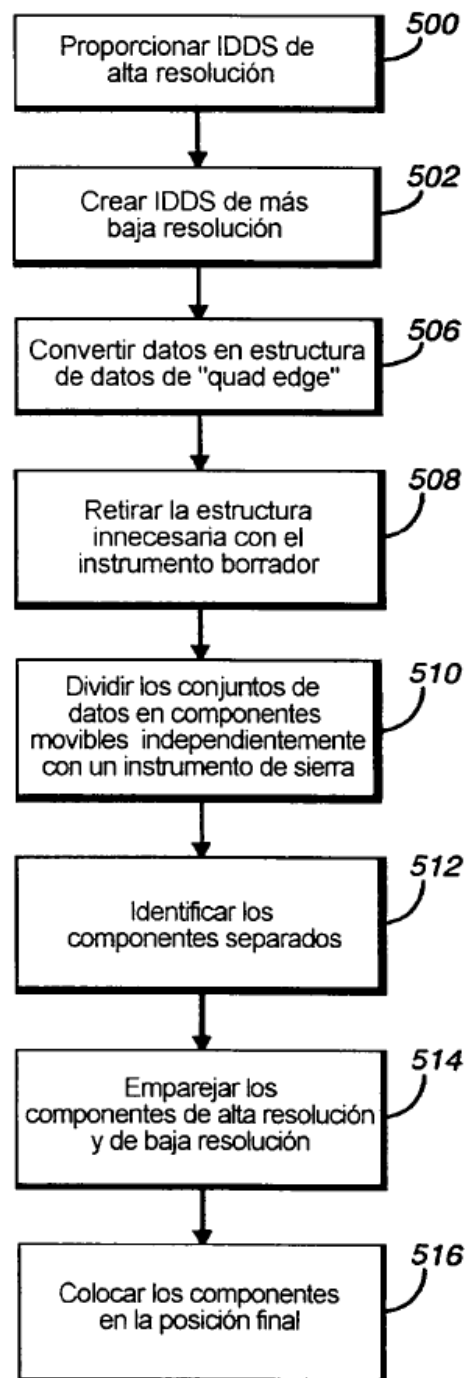 500
Proporcionar IDDS de
alta resolución
502
Crear IDDS de más
baja resolución
506
Convertir datos en estructura
de datos de "quad edge"
508
Retirar la estructura
innecesaria con el
instrumento borrador
510
Dividir los conjuntos de
datos en componentes
movibles independientemente
con un instrumento de sierra
512
Identificar los
componentes separados
514
Emparejar los
componentes de alta resolución
y de baja resolución
516
Colocar los componentes
en la posición final